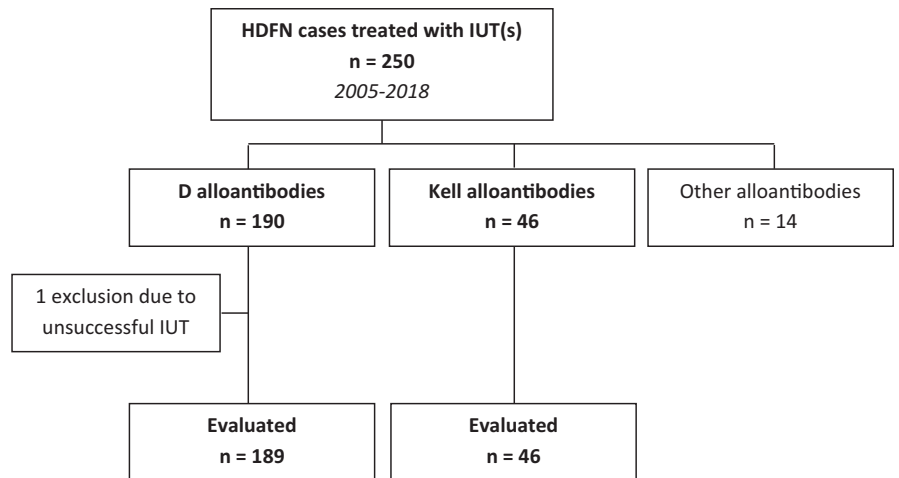 HDFN cases treated with IUT(s)
n = 250
2005-2018
D alloantibodies
n = 190
Kell alloantibodies
n = 46
Other alloantibodies
n = 14
1 exclusion due to
unsuccessful IUT
Evaluated
n = 189
Evaluated
n = 46